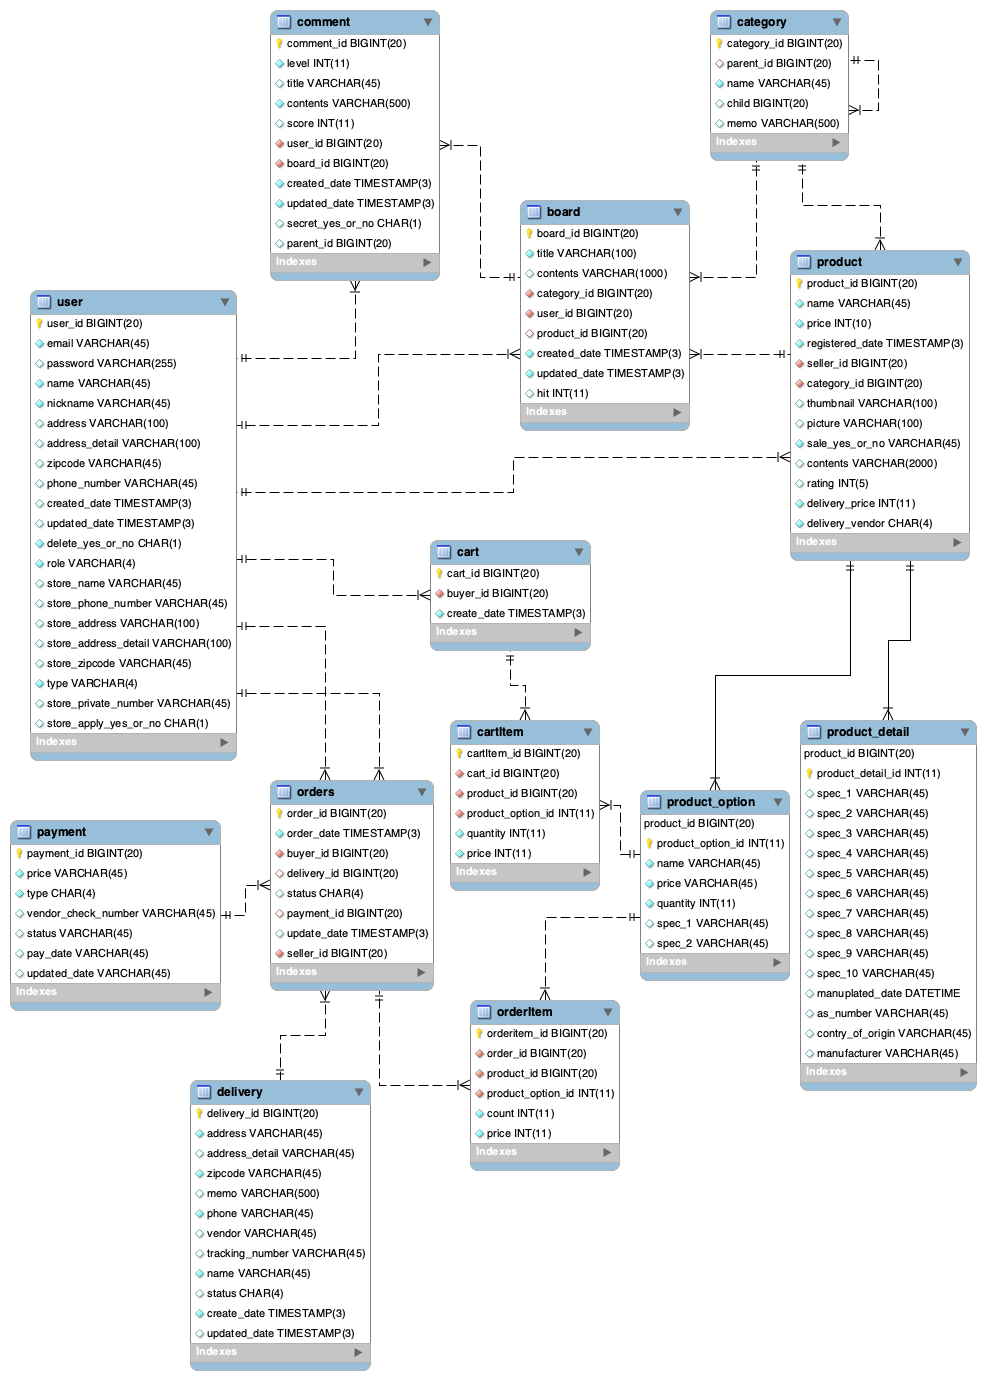 comment
comment_id BIGINT(20)
level INT(11)
title VARCHAR(45)
contents VARCHAR(500)
score INT(11)
user_id BIGINT(20)
board_id BIGINT(20)
created_date TIMESTAMP(3)
updated_date TIMESTAMP(3)
secret_yes_or_no CHAR(1)
parent_id BIGINT(20)
Indexes
category
category_id BIGINT(20)
parent_id BIGINT(20)
name VARCHAR(45)
child BIGINT(20)
memo VARCHAR(500)
Indexes
board
board_id BIGINT(20)
title VARCHAR(100)
contents VARCHAR(1000)
category_id BIGINT(20)
user_id BIGINT(20)
product_id BIGINT(20)
created_date TIMESTAMP(3)
updated_date TIMESTAMP(3)
hit INT(11)
Indexes
product
product_id BIGINT(20)
name VARCHAR(45)
price INT(10)
registered_date TIMESTAMP(3)
seller_id BIGINT(20)
category_id BIGINT(20)
thumbnail VARCHAR(100)
picture VARCHAR(100)
sale_yes_or_no VARCHAR(45)
contents VARCHAR(2000)
rating INT(5)
delivery_price INT(11)
delivery_vendor CHAR(4)
Indexes
user
user_id BIGINT(20)
email VARCHAR(45)
password VARCHAR(255)
name VARCHAR(45)
nickname VARCHAR(45)
address VARCHAR(100)
address_detail VARCHAR(100)
zipcode VARCHAR(45)
phone_number VARCHAR(45)
created_date TIMESTAMP(3)
updated_date TIMESTAMP(3)
delete_yes_or_no CHAR(1)
role VARCHAR(4)
store_name VARCHAR(45)
store_phone_number VARCHAR(45)
store_address VARCHAR(100)
store_address_detail VARCHAR(100)
store_zipcode VARCHAR(45)
type VARCHAR(4)
store_private_number VARCHAR(45)
store_apply_yes_or_no CHAR(1)
Indexes
cart
cart_id BIGINT(20)
buyer_id BIGINT(20)
create_date TIMESTAMP(3)
Indexes
cartItem
cartItem_id BIGINT(20)
cart_id BIGINT(20)
product_id BIGINT(20)
product_option_id INT(11)
quantity INT(11)
price INT(11)
Indexes
product_option
product_id BIGINT(20)
product_option_id INT(11)
name VARCHAR(45)
price VARCHAR(45)
quantity INT(11)
spec_1 VARCHAR(45)
spec_2 VARCHAR(45)
Indexes
product_detail
product_id BIGINT(20)
product_detail_id INT(11)
spec_1 VARCHAR(45)
spec_2 VARCHAR(45)
spec_3 VARCHAR(45)
spec_4 VARCHAR(45)
spec_5 VARCHAR(45)
spec_6 VARCHAR(45)
spec_7 VARCHAR(45)
spec_8 VARCHAR(45)
spec_9 VARCHAR(45)
spec_10 VARCHAR(45)
manuplated_date DATETIME
as_number VARCHAR(45)
contry_of_origin VARCHAR(45)
manufacturer VARCHAR(45)
Indexes
orders
order_id BIGINT(20)
order_date TIMESTAMP(3)
buyer_id BIGINT(20)
delivery_id BIGINT(20)
status CHAR(4)
payment_id BIGINT(20)
update_date TIMESTAMP(3)
seller_id BIGINT(20)
Indexes
payment
payment_id BIGINT(20)
price VARCHAR(45)
type CHAR(4)
vendor_check_number VARCHAR(45)
status VARCHAR(45)
pay_date VARCHAR(45)
updated_date VARCHAR(45)
Indexes
orderItem
orderitem_id BIGINT(20)
order_id BIGINT(20)
product_id BIGINT(20)
product_option_id INT(11)
count INT(11)
price INT(11)
Indexes
delivery
delivery_id BIGINT(20)
address VARCHAR(45)
address_detail VARCHAR(45)
zipcode VARCHAR(45)
memo VARCHAR(500)
phone VARCHAR(45)
vendor VARCHAR(45)
tracking_number VARCHAR(45)
name VARCHAR(45)
status CHAR(4)
create_date TIMESTAMP(3)
updated_date TIMESTAMP(3)
Indexes